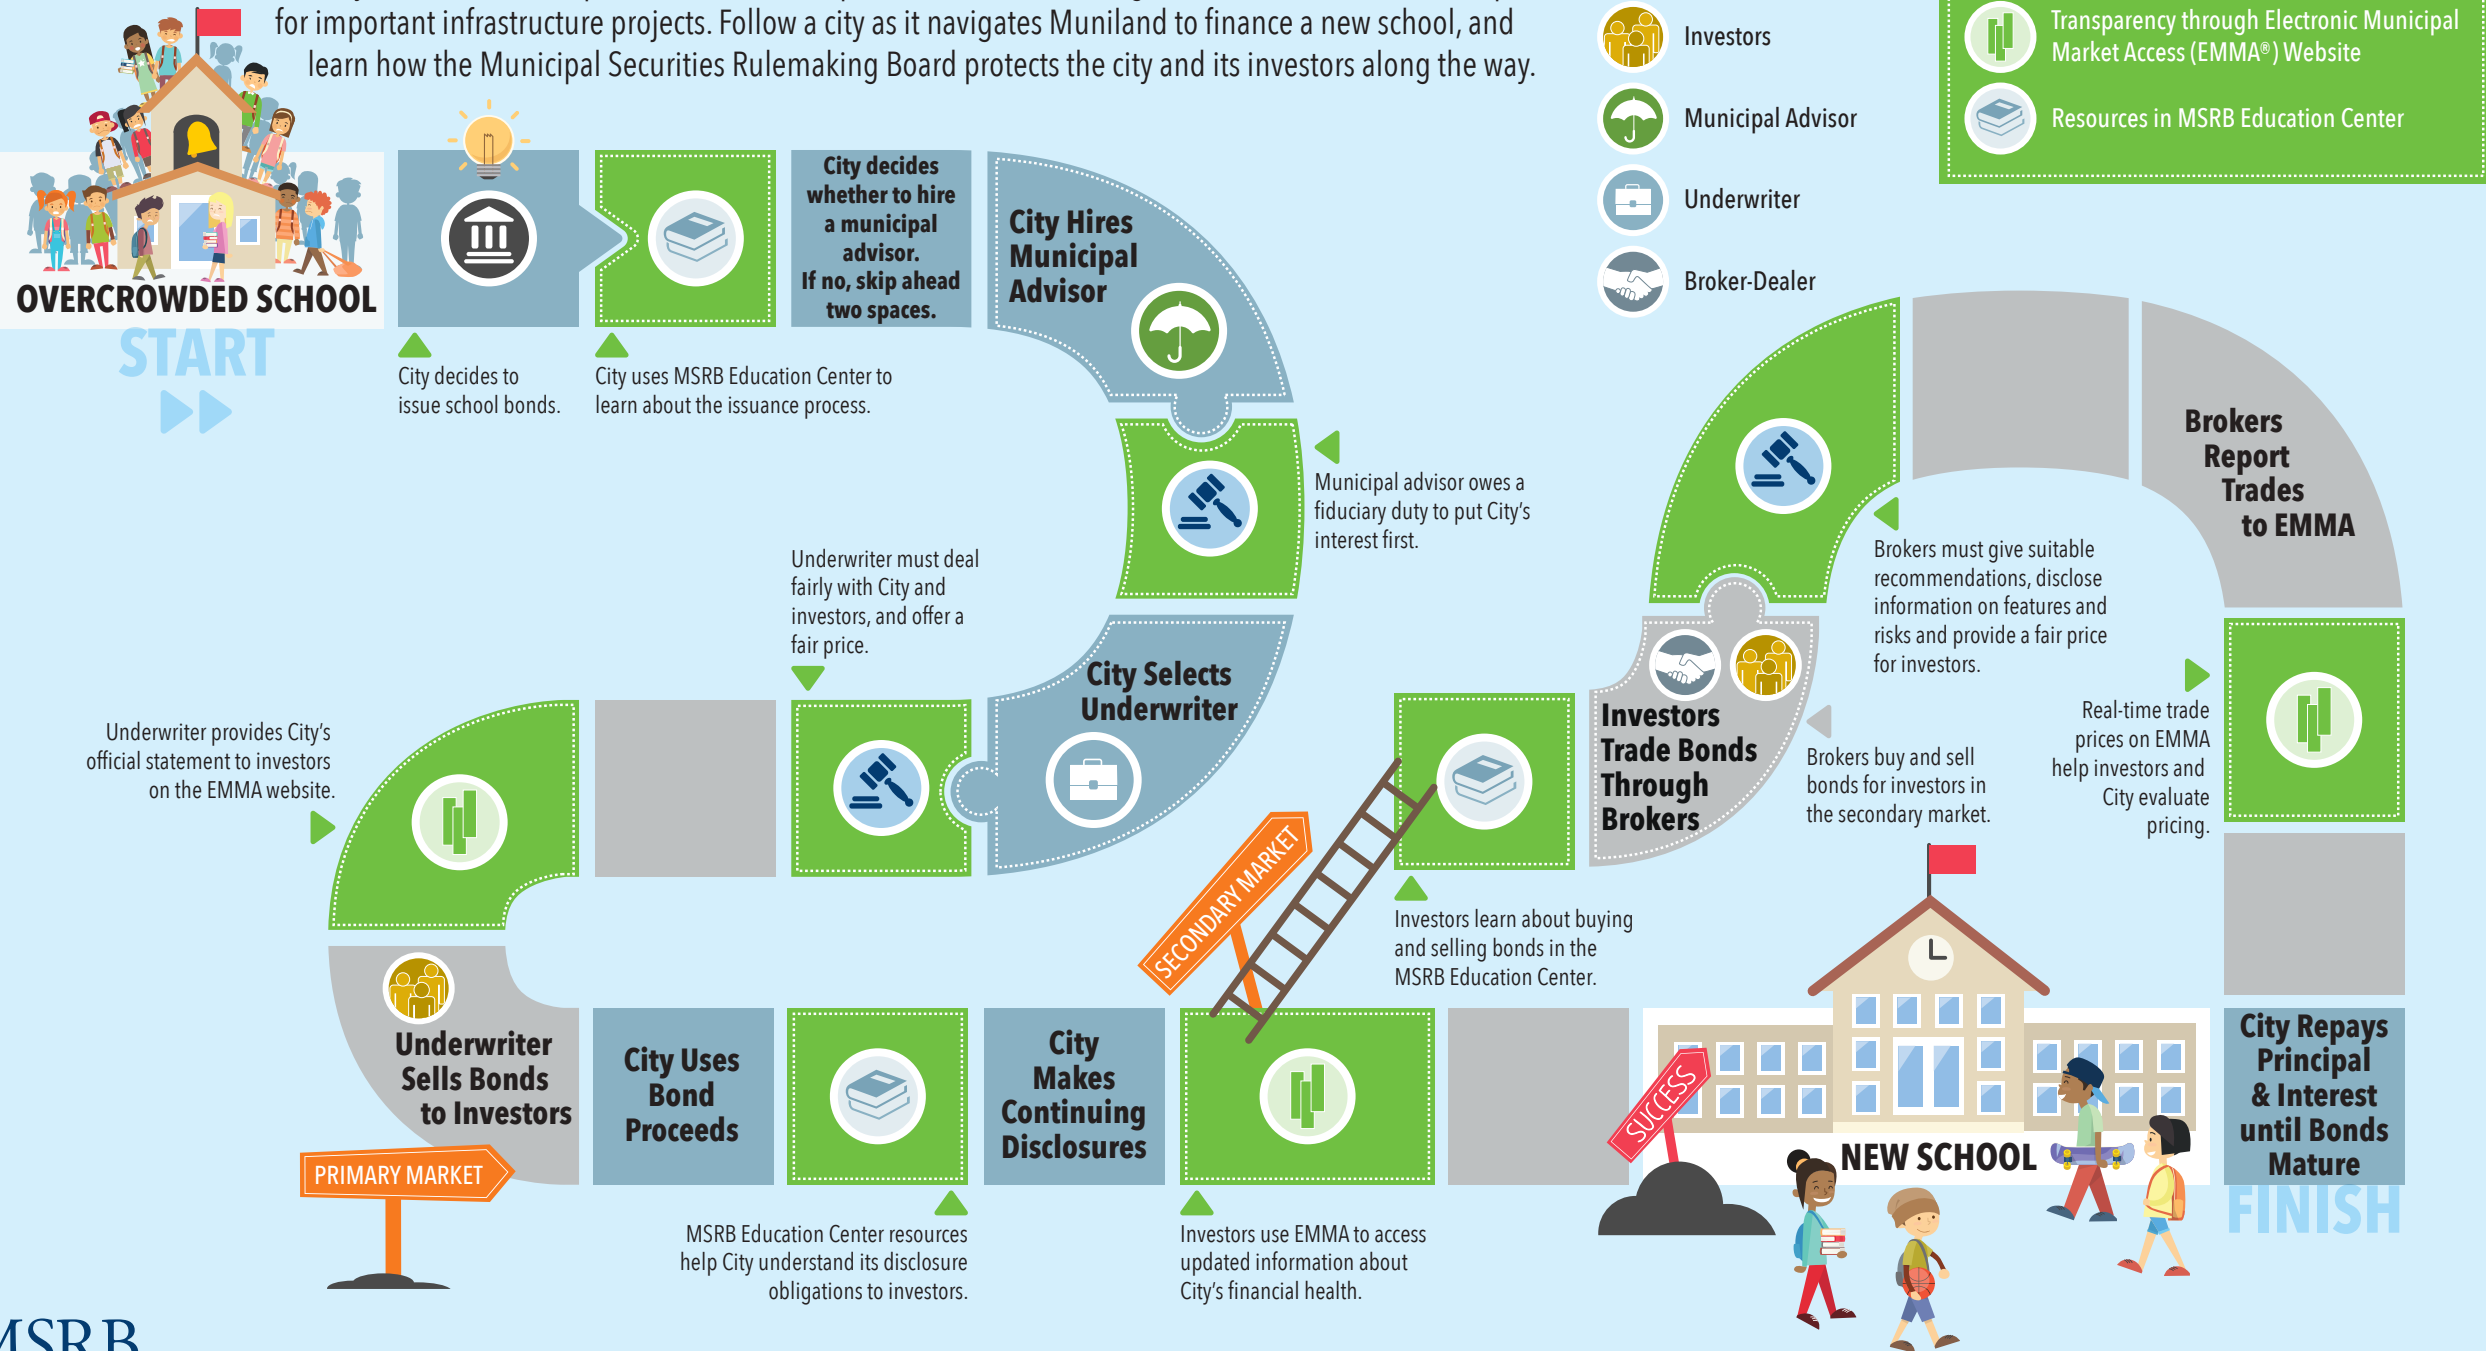 for important infrastructure projects. Follow a city as it navigates Muniland to finance a new school, and
learn how the Municipal Securities Rulemaking Board protects the city and its investors along the way.
Investors
Municipal Advisor
Underwriter
Broker-Dealer
Transparency through Electronic Municipal
Market Access (EMMA®) Website
Resources in MSRB Education Center
OVERCROWDED SCHOOL
START
City decides to
issue school bonds.
City uses MSRB Education Center to
learn about the issuance process.
City decides
whether to hire
a municipal
advisor.
If no, skip ahead
two spaces.
City Hires
Municipal
Advisor
Municipal advisor owes a
fiduciary duty to put City's
interest first.
City Selects
Underwriter
Underwriter must deal
fairly with City and
investors, and offer a
fair price.
Underwriter provides City's
official statement to investors
on the EMMA website.
Underwriter
Sells Bonds
to Investors
PRIMARY MARKET
City Uses
Bond
Proceeds
MSRB Education Center resources
help City understand its disclosure
obligations to investors.
City
Makes
Continuing
Disclosures
Investors use EMMA to access
updated information about
City's financial health.
SECONDARY MARKET
Investors learn about buying
and selling bonds in the
MSRB Education Center.
Investors
Trade Bonds
Through
Brokers
Brokers buy and sell
bonds for investors in
the secondary market.
Brokers must give suitable
recommendations, disclose
information on features and
risks and provide a fair price
for investors.
Brokers
Report
Trades
to EMMA
Real-time trade
prices on EMMA
help investors and
City evaluate
pricing.
City Repays
Principal
& Interest
until Bonds
Mature
FINISH
SUCCESS
NEW SCHOOL
MSRB